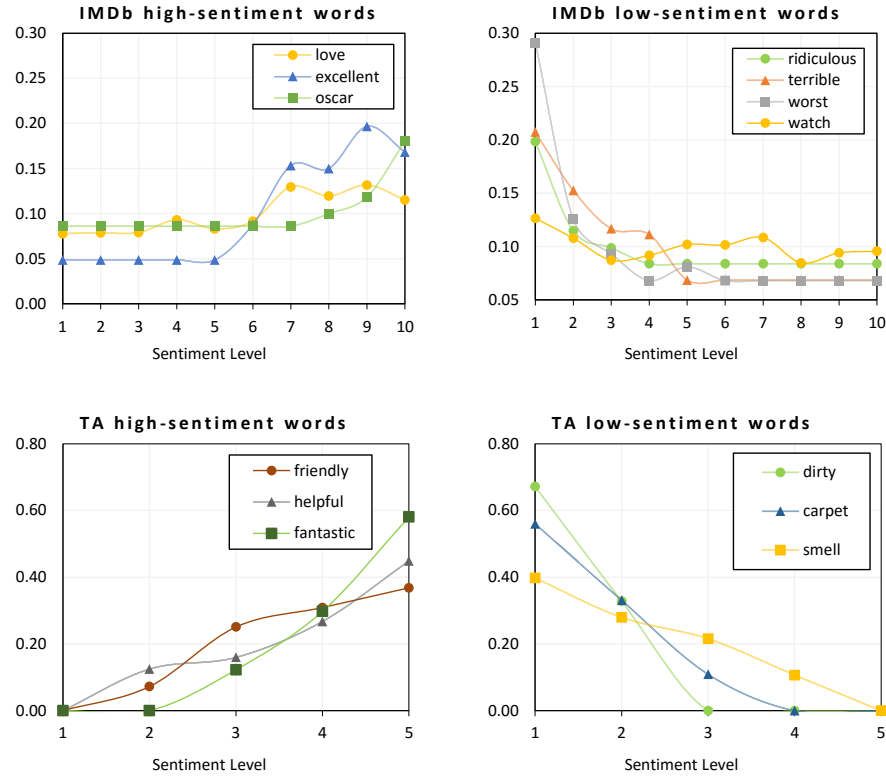 IMDb high-sentiment words
0.30
0.25
0.20
0.15
0.10
0.05
0.00
love
excellent
oscar
1 2 3 4 5 6 7 8 9 10
Sentiment Level
IMDb low-sentiment words
0.30
0.25
0.20
0.15
0.10
0.05
ridiculous
terrible
worst
watch
1 2 3 4 5 6 7 8 9 10
Sentiment Level
TA high-sentiment words
0.80
0.60
0.40
0.20
0.00
friendly
helpful
fantastic
1 2 3 4 5
Sentiment Level
TA low-sentiment words
0.80
0.60
0.40
0.20
0.00
dirty
carpet
smell
1 2 3 4 5
Sentiment Level